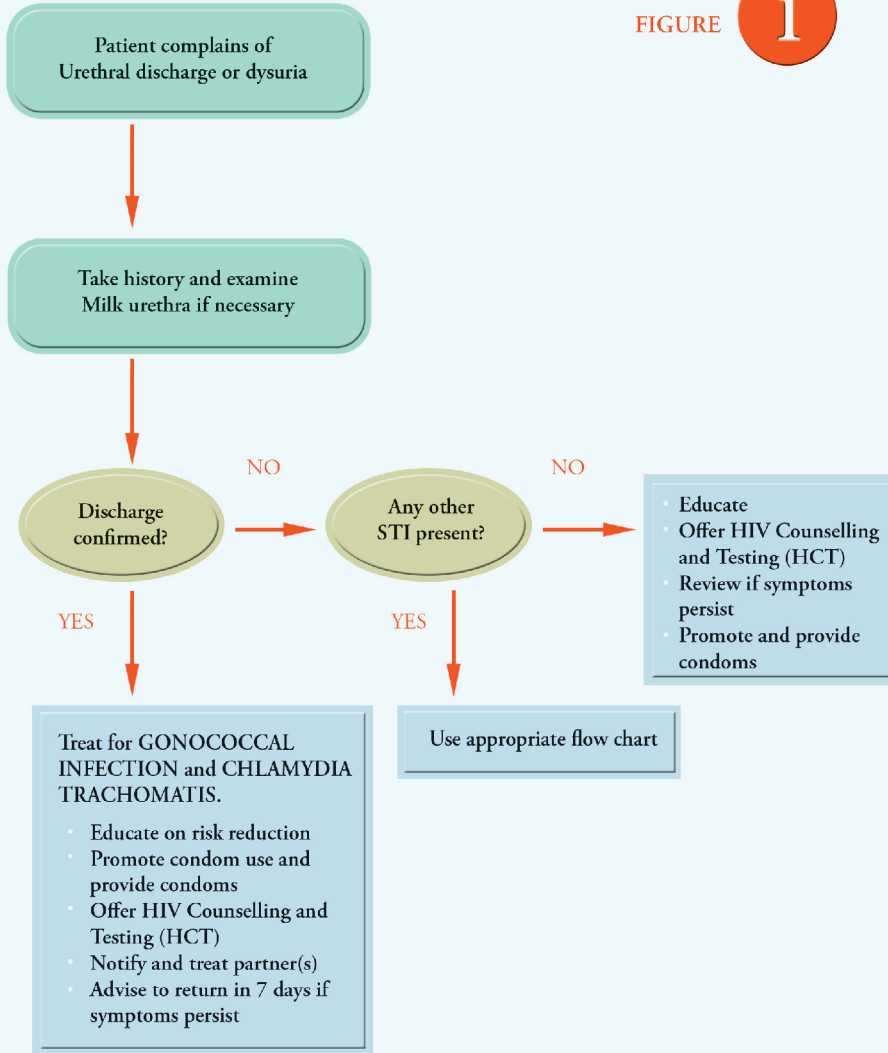 FIGURE 1
Patient complains of
Urethral discharge or dysuria
Take history and examine
Milk urethra if necessary
Discharge
confirmed?
NO
Any other
STI present?
NO
• Educate
• Offer HIV Counselling
and Testing (HCT)
• Review if symptoms
persist
• Promote and provide
condoms
YES
YES
Treat for GONOCOCCAL
INFECTION and CHLAMYDIA
TRACHOMATIS.
• Educate on risk reduction
• Promote condom use and
provide condoms
• Offer HIV Counselling and
Testing (HCT)
• Notify and treat partner(s)
• Advise to return in 7 days if
symptoms persist
Use appropriate flow chart